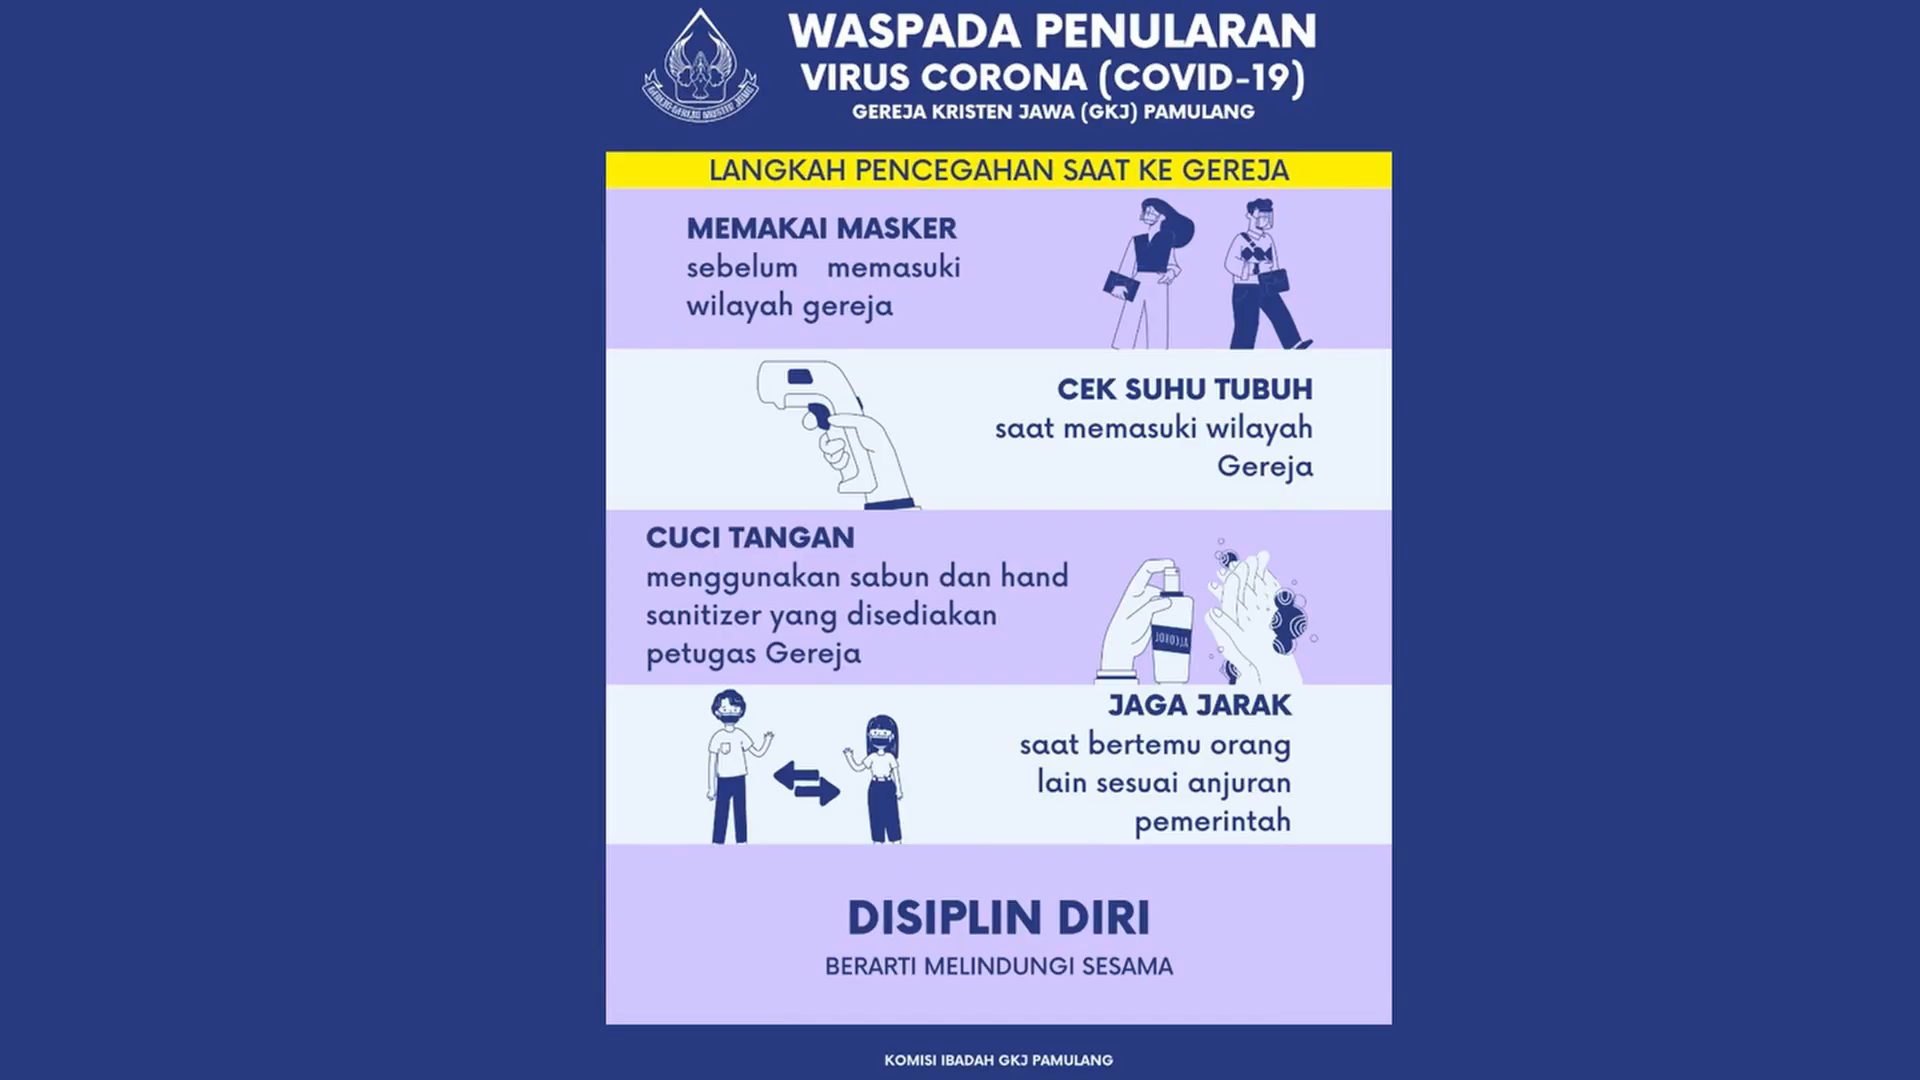 WASPADA PENULARAN
VIRUS CORONA (COVID-19)
GEREJA KRISTEN JAWA (GKJ) PAMULANG
LANGKAH PENCEGAHAN SAAT KE GEREJA
MEMAKAI MASKER
sebelum memasuki
wilayah gereja
CEK SUHU TUBUH
saat memasuki wilayah
Gereja
CUCI TANGAN
menggunakan sabun dan hand
sanitizer yang disediakan
petugas Gereja
JAGA JARAK
saat bertemu orang
lain sesuai anjuran
pemerintah
DISIPLIN DIRI
BERARTI MELINDUNGI SESAMA
KOMISI IBADAH GKJ PAMULANG